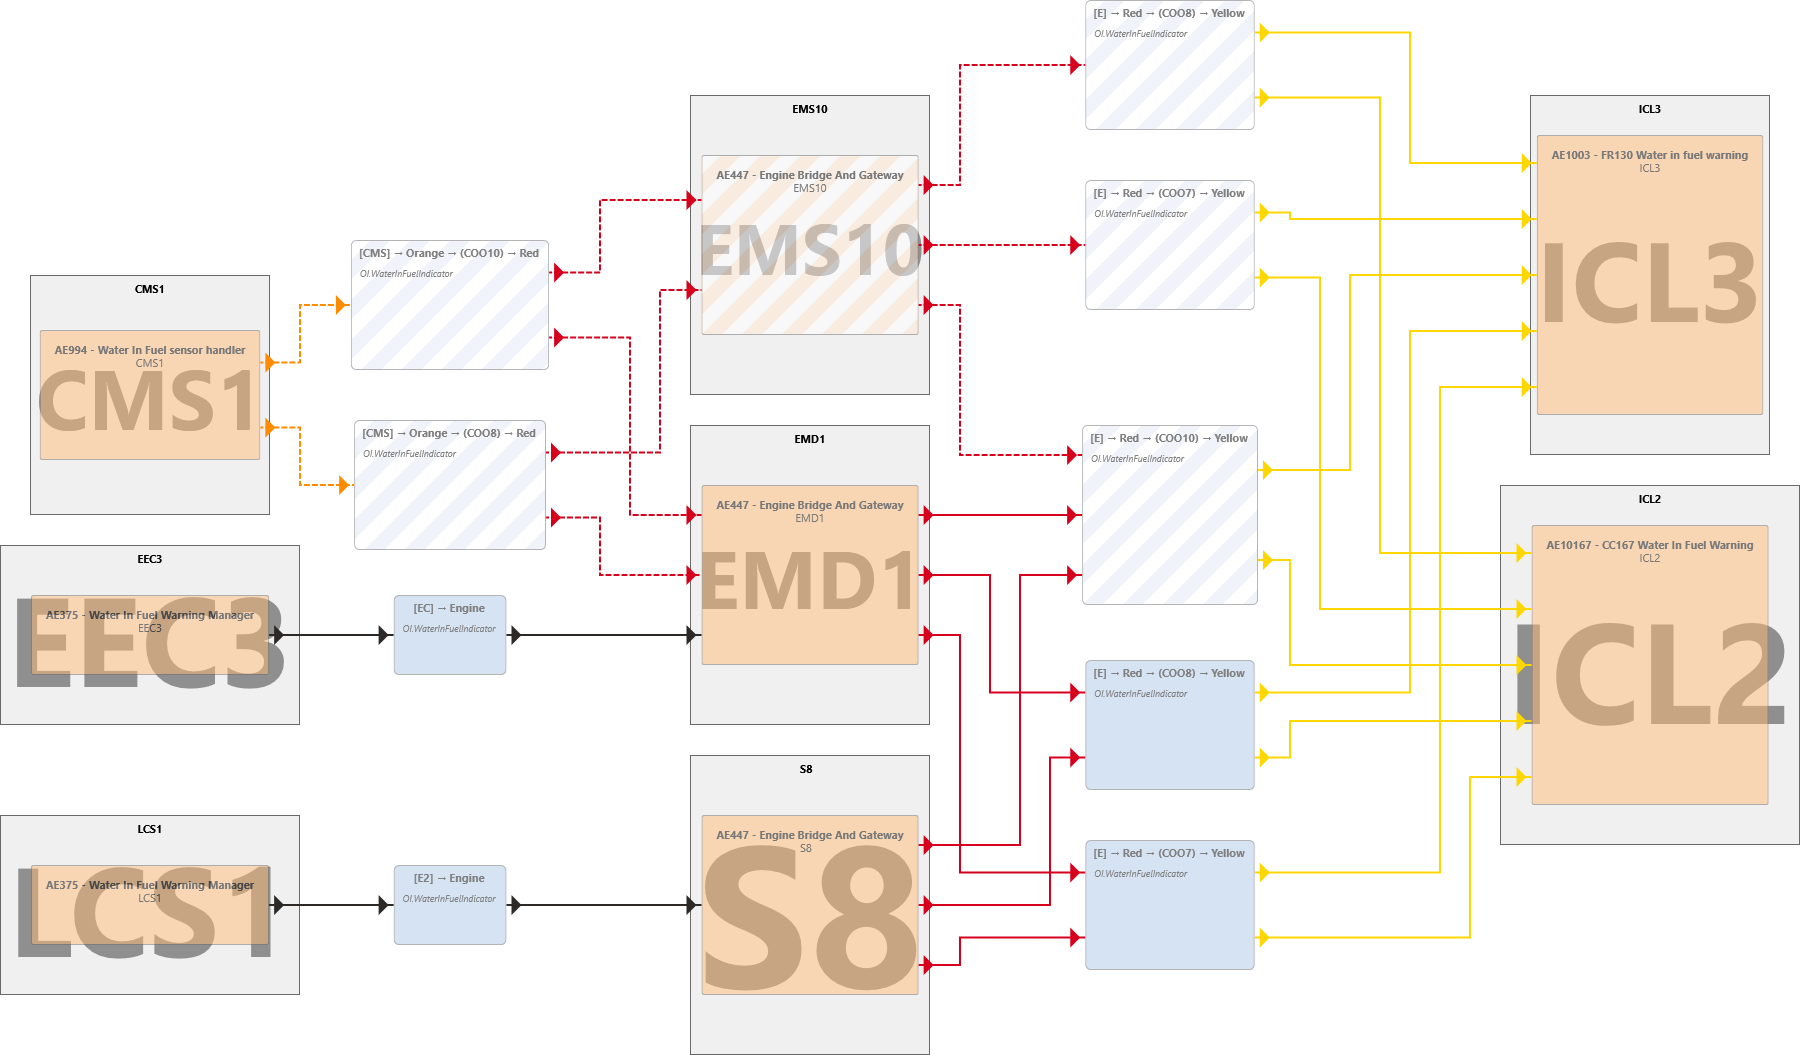 CMS1
AE994 - Water In Fuel sensor handler
CMS1
CMS1
EEC3
AE375 - Water In Fuel Warning Manager
EEC3
EEC3
LCS1
AE375 - Water In Fuel Warning Manager
LCS1
LCS1
[CMS] → Orange → (COO10) → Red
OI.WaterInFuelIndicator
[CMS] → Orange → (COO8) → Red
OI.WaterInFuelIndicator
[EC] → Engine
OI.WaterInFuelIndicator
[E2] → Engine
OI.WaterInFuelIndicator
EMS10
AE447 - Engine Bridge And Gateway
EMS10
EMS10
EMD1
AE447 - Engine Bridge And Gateway
EMD1
EMD1
S8
AE447 - Engine Bridge And Gateway
S8
S8
[E] → Red → (COO8) → Yellow
OI.WaterInFuelIndicator
[E] → Red → (COO7) → Yellow
OI.WaterInFuelIndicator
[E] → Red → (COO10) → Yellow
OI.WaterInFuelIndicator
[E] → Red → (COO8) → Yellow
OI.WaterInFuelIndicator
[E] → Red → (COO7) → Yellow
OI.WaterInFuelIndicator
ICL3
AE1003 - FR130 Water in fuel warning
ICL3
ICL3
ICL2
AE10167 - CC167 Water In Fuel Warning
ICL2
ICL2